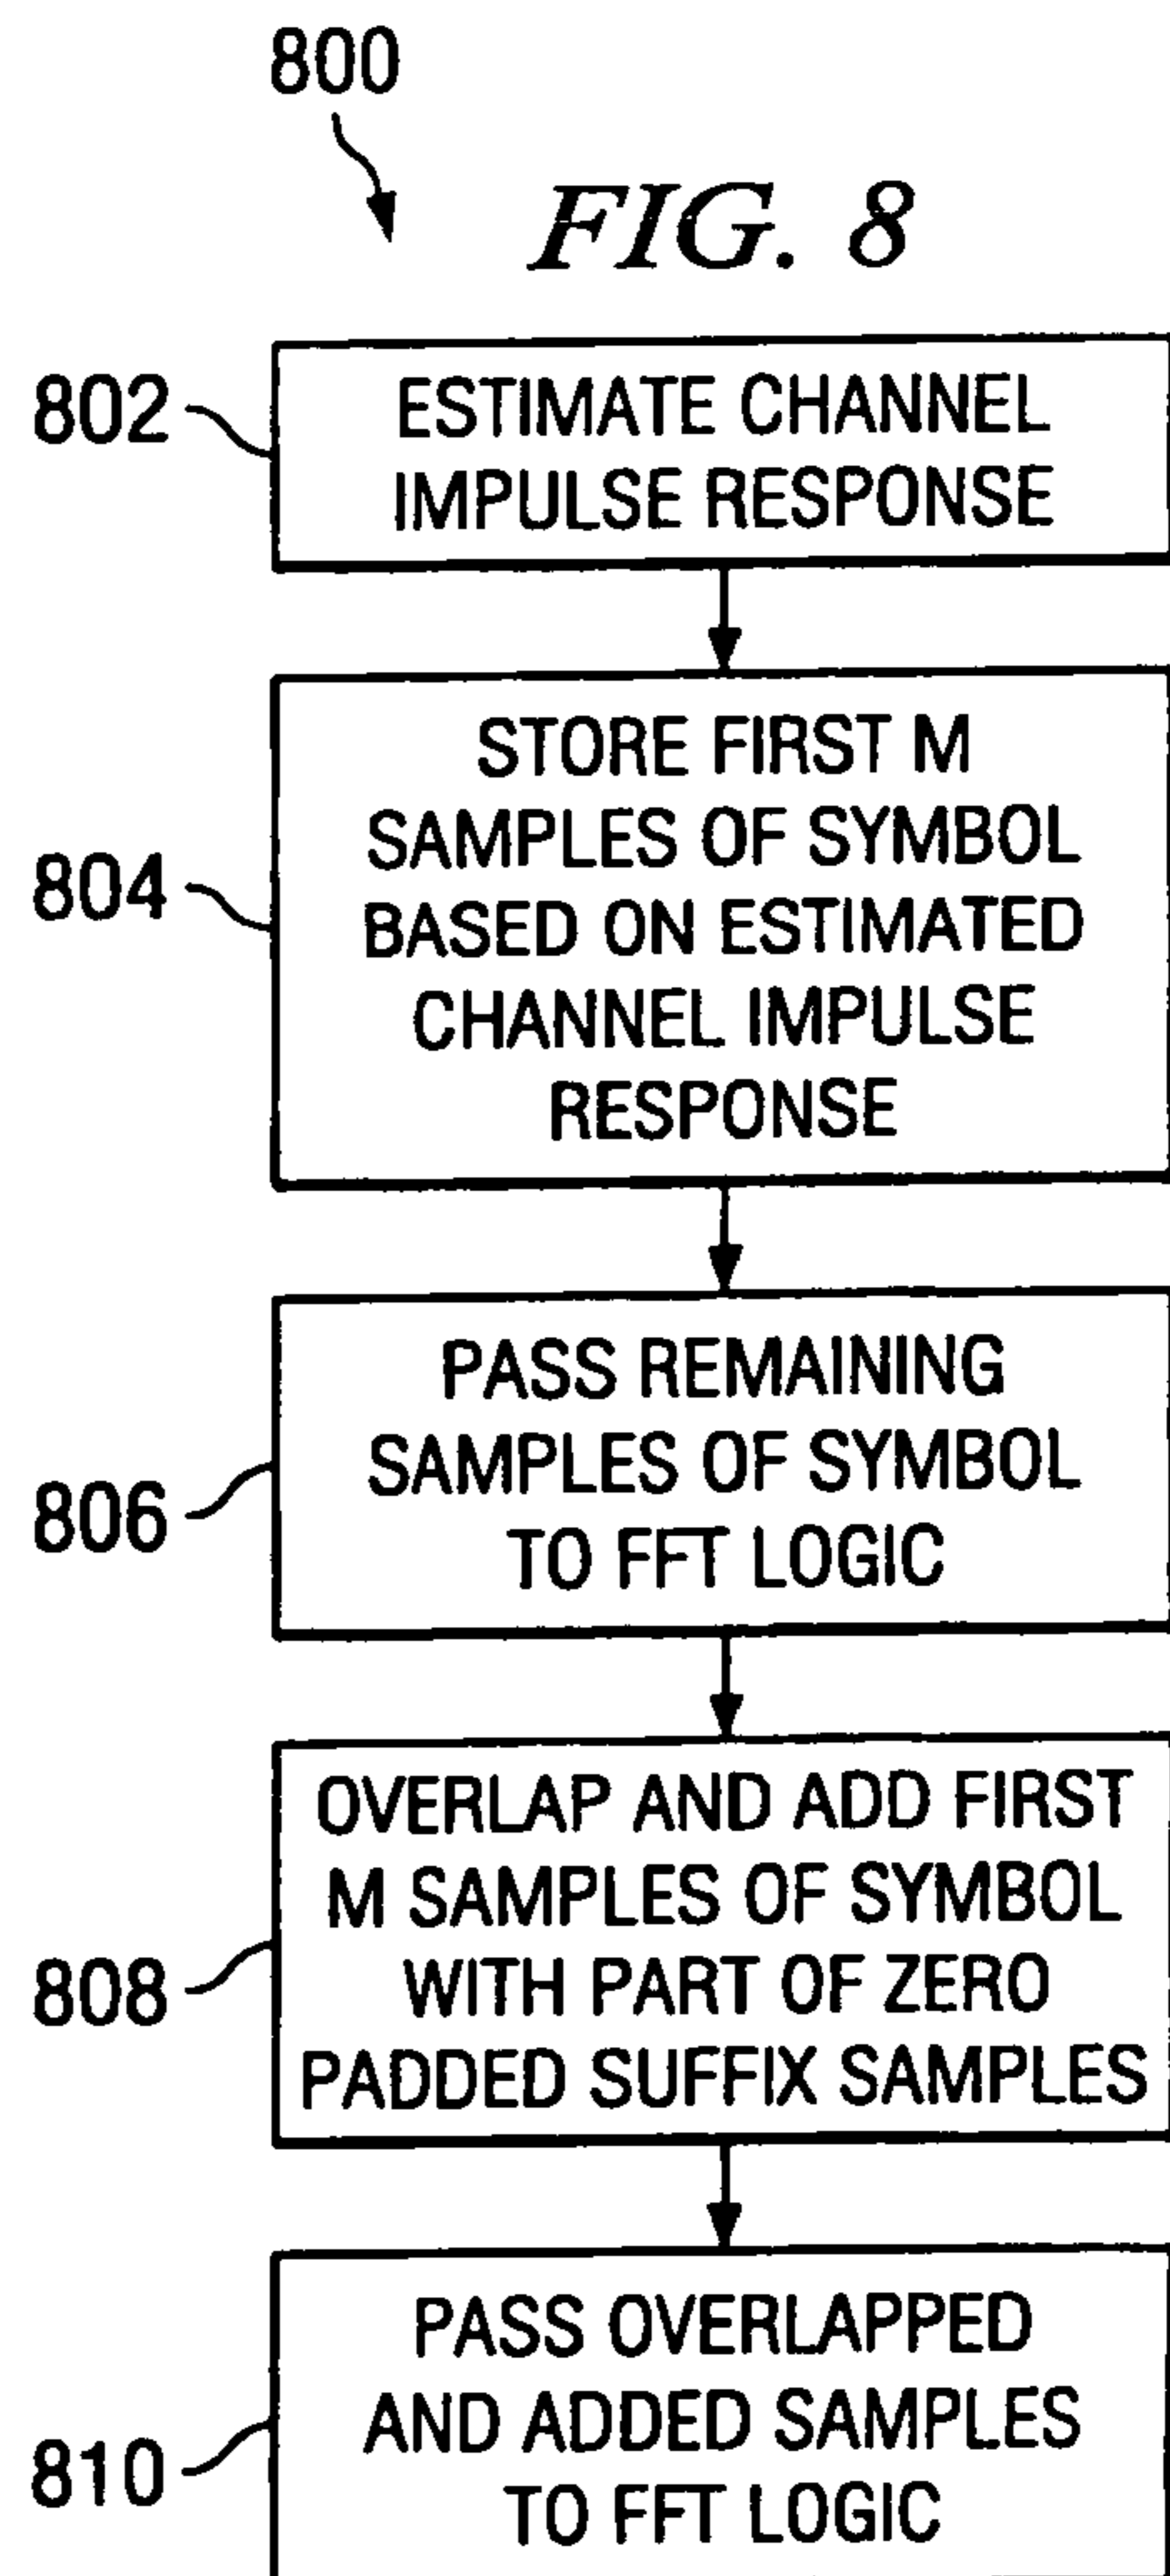 800
FIG. 8
802
ESTIMATE CHANNEL
IMPULSE RESPONSE
804
STORE FIRST M
SAMPLES OF SYMBOL
BASED ON ESTIMATED
CHANNEL IMPULSE
RESPONSE
806
PASS REMAINING
SAMPLES OF SYMBOL
TO FFT LOGIC
808
OVERLAP AND ADD FIRST
M SAMPLES OF SYMBOL
WITH PART OF ZERO
PADDED SUFFIX SAMPLES
810
PASS OVERLAPPED
AND ADDED SAMPLES
TO FFT LOGIC